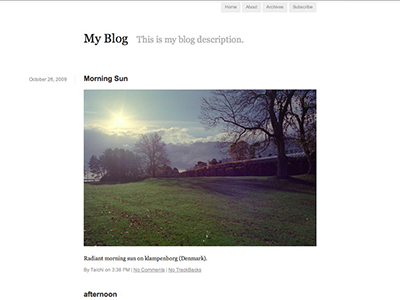 Home About Archives Subscribe
My Blog This is my blog description.
October 26, 2009
Morning Sun
Radiant morning sun on klampenborg (Denmark).
By Taichi on 3:38 PM | No Comments | No TrackBacks
afternoon